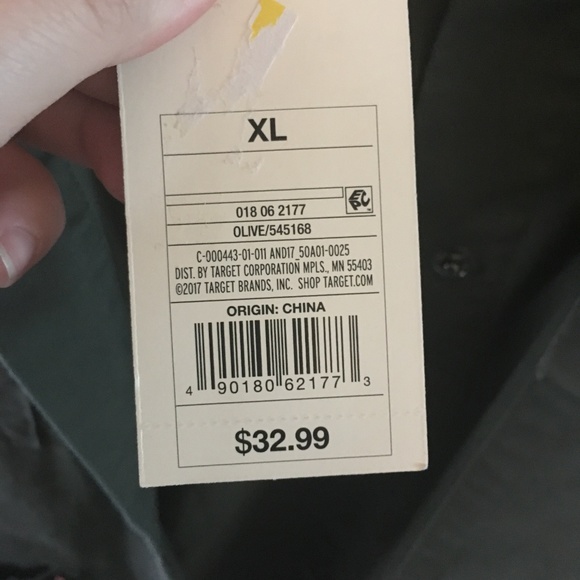 XL
EPC
018 06 2177
OLIVE/545168
C-000443-01-011 AND17_50A01-0025
DIST. BY TARGET CORPORATION MPLS., MN 55403
©2017 TARGET BRANDS, INC. SHOP TARGET.COM
ORIGIN: CHINA
4 90180 62177 3
$32.99